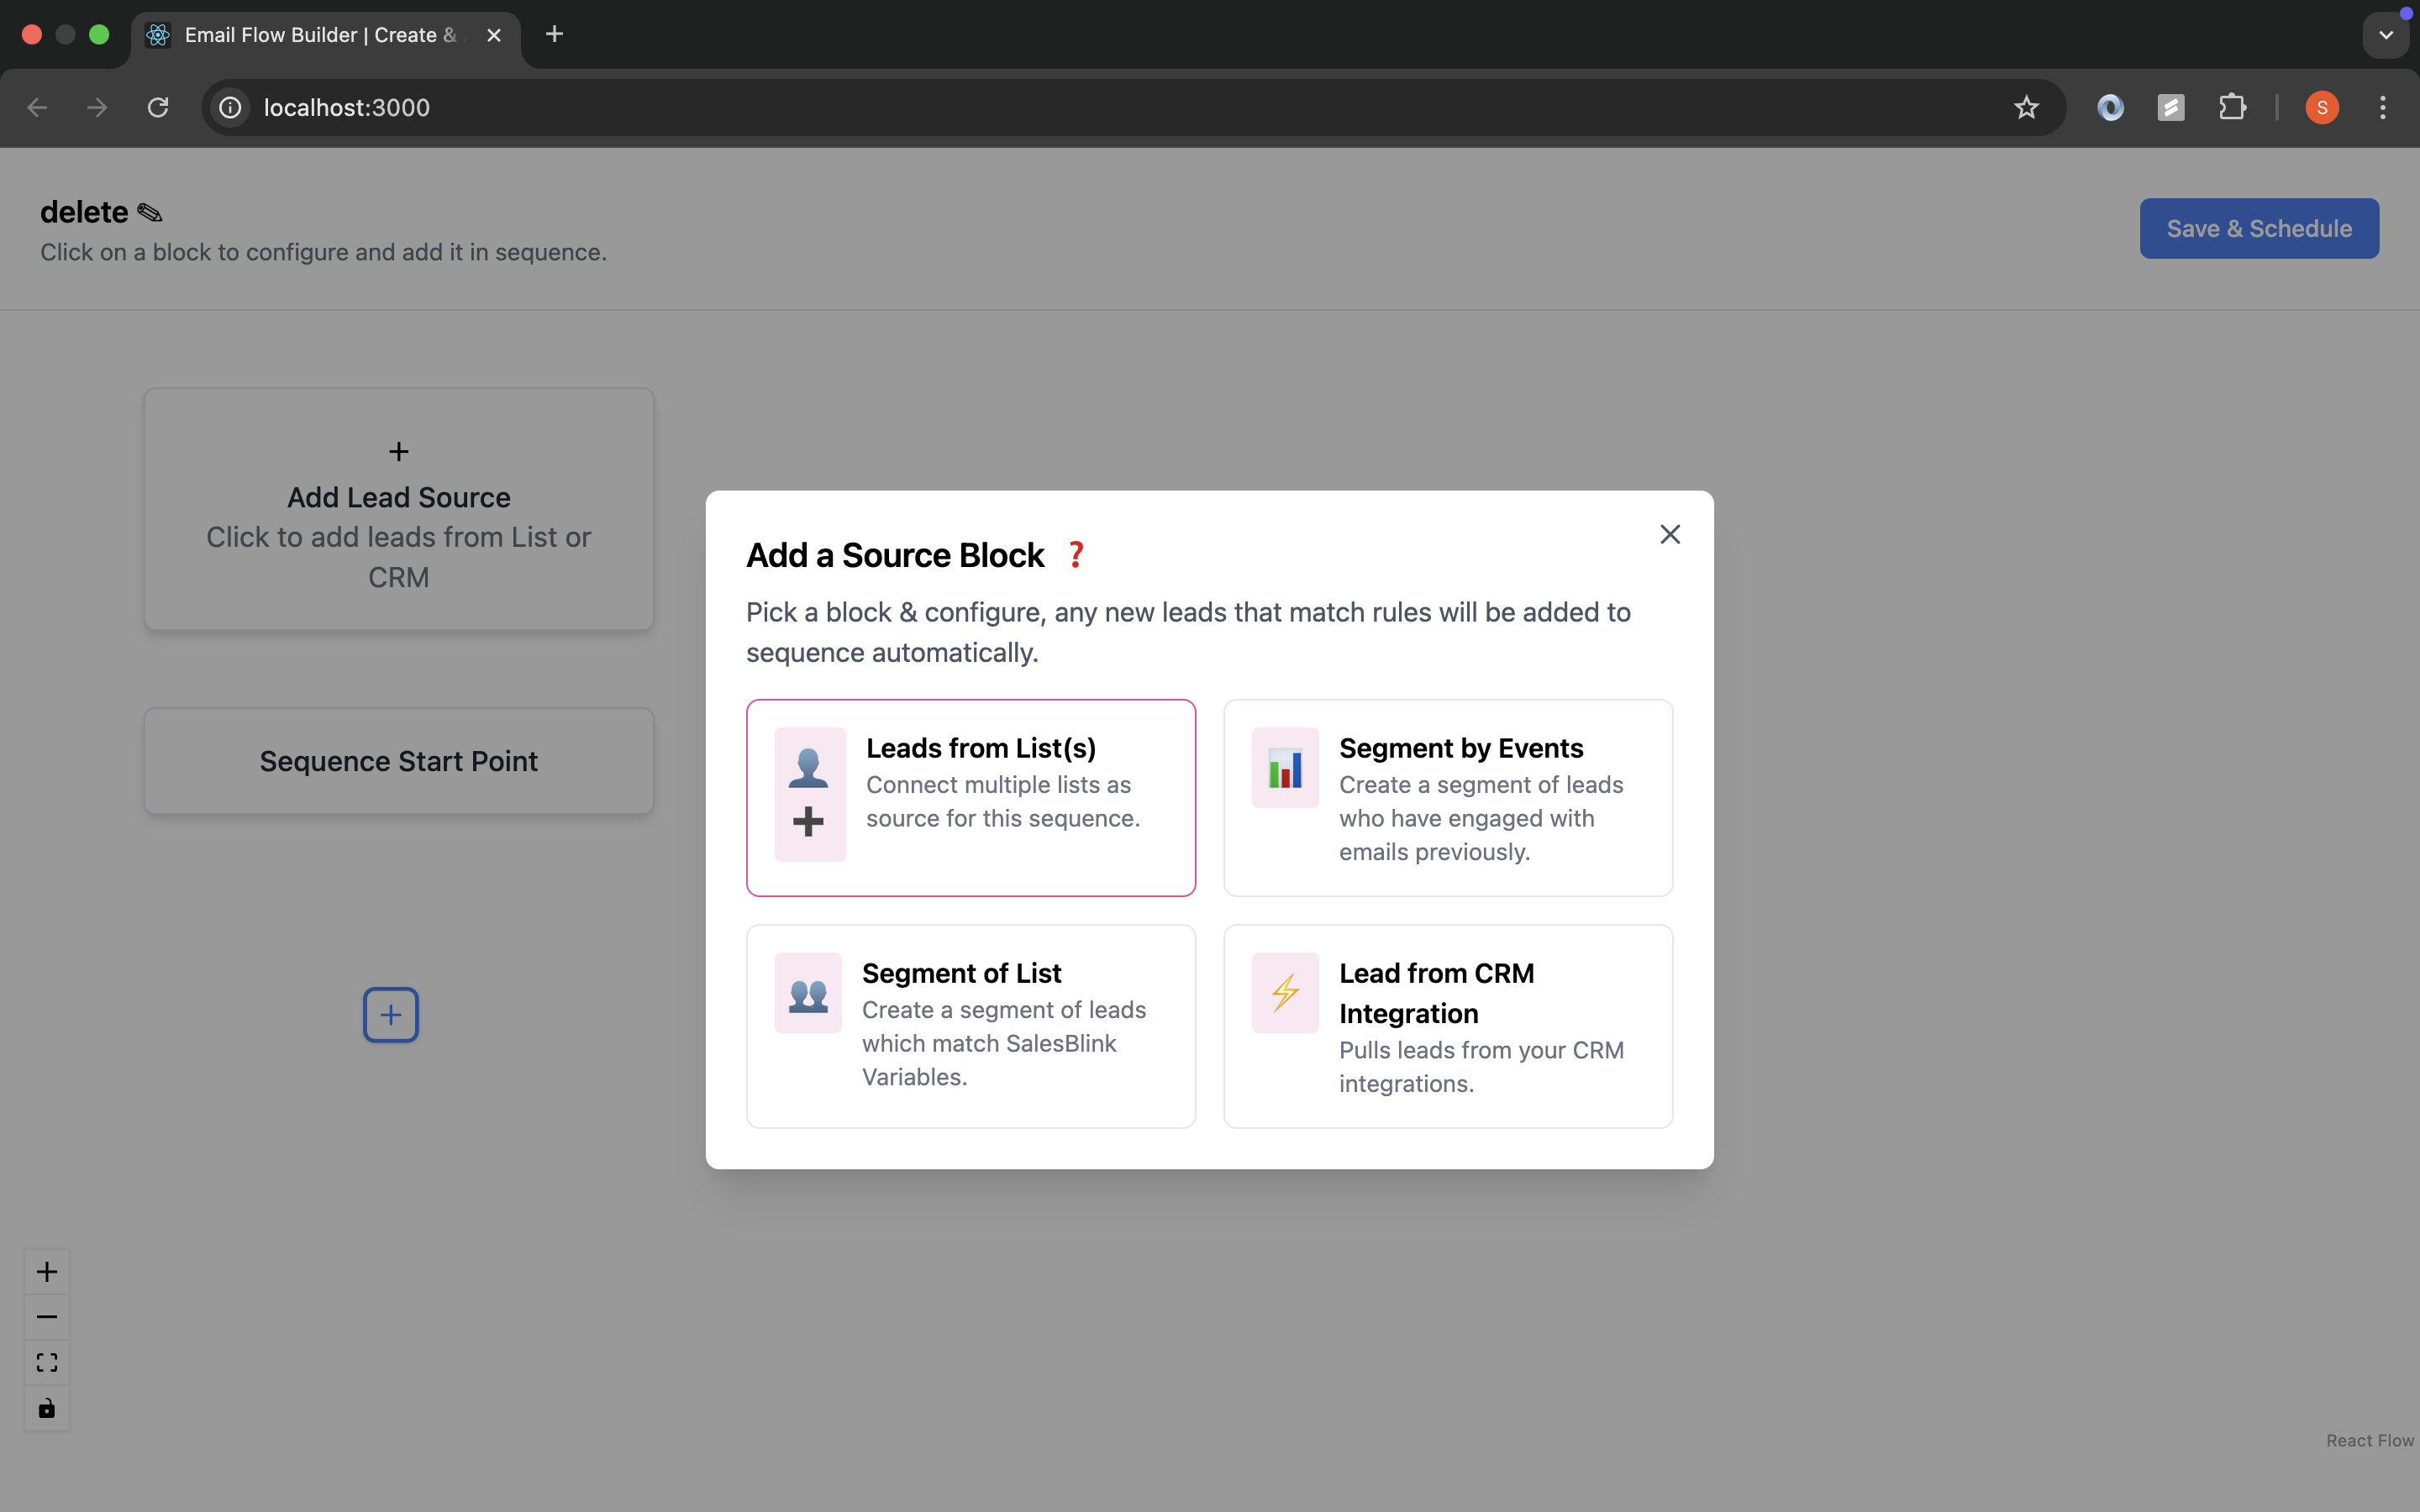 Email Flow Builder | Create &
localhost:3000
S
delete
Click on a block to configure and add it in sequence.
Save & Schedule
Add Lead Source
Click to add leads from List or
CRM
Sequence Start Point
Add a Source Block ❓
Pick a block & configure, any new leads that match rules will be added to
sequence automatically.
Leads from List(s)
Connect multiple lists as
source for this sequence.
Segment by Events
Create a segment of leads
who have engaged with
emails previously.
Segment of List
Create a segment of leads
which match SalesBlink
Variables.
Lead from CRM
Integration
Pulls leads from your CRM
integrations.
React Flow